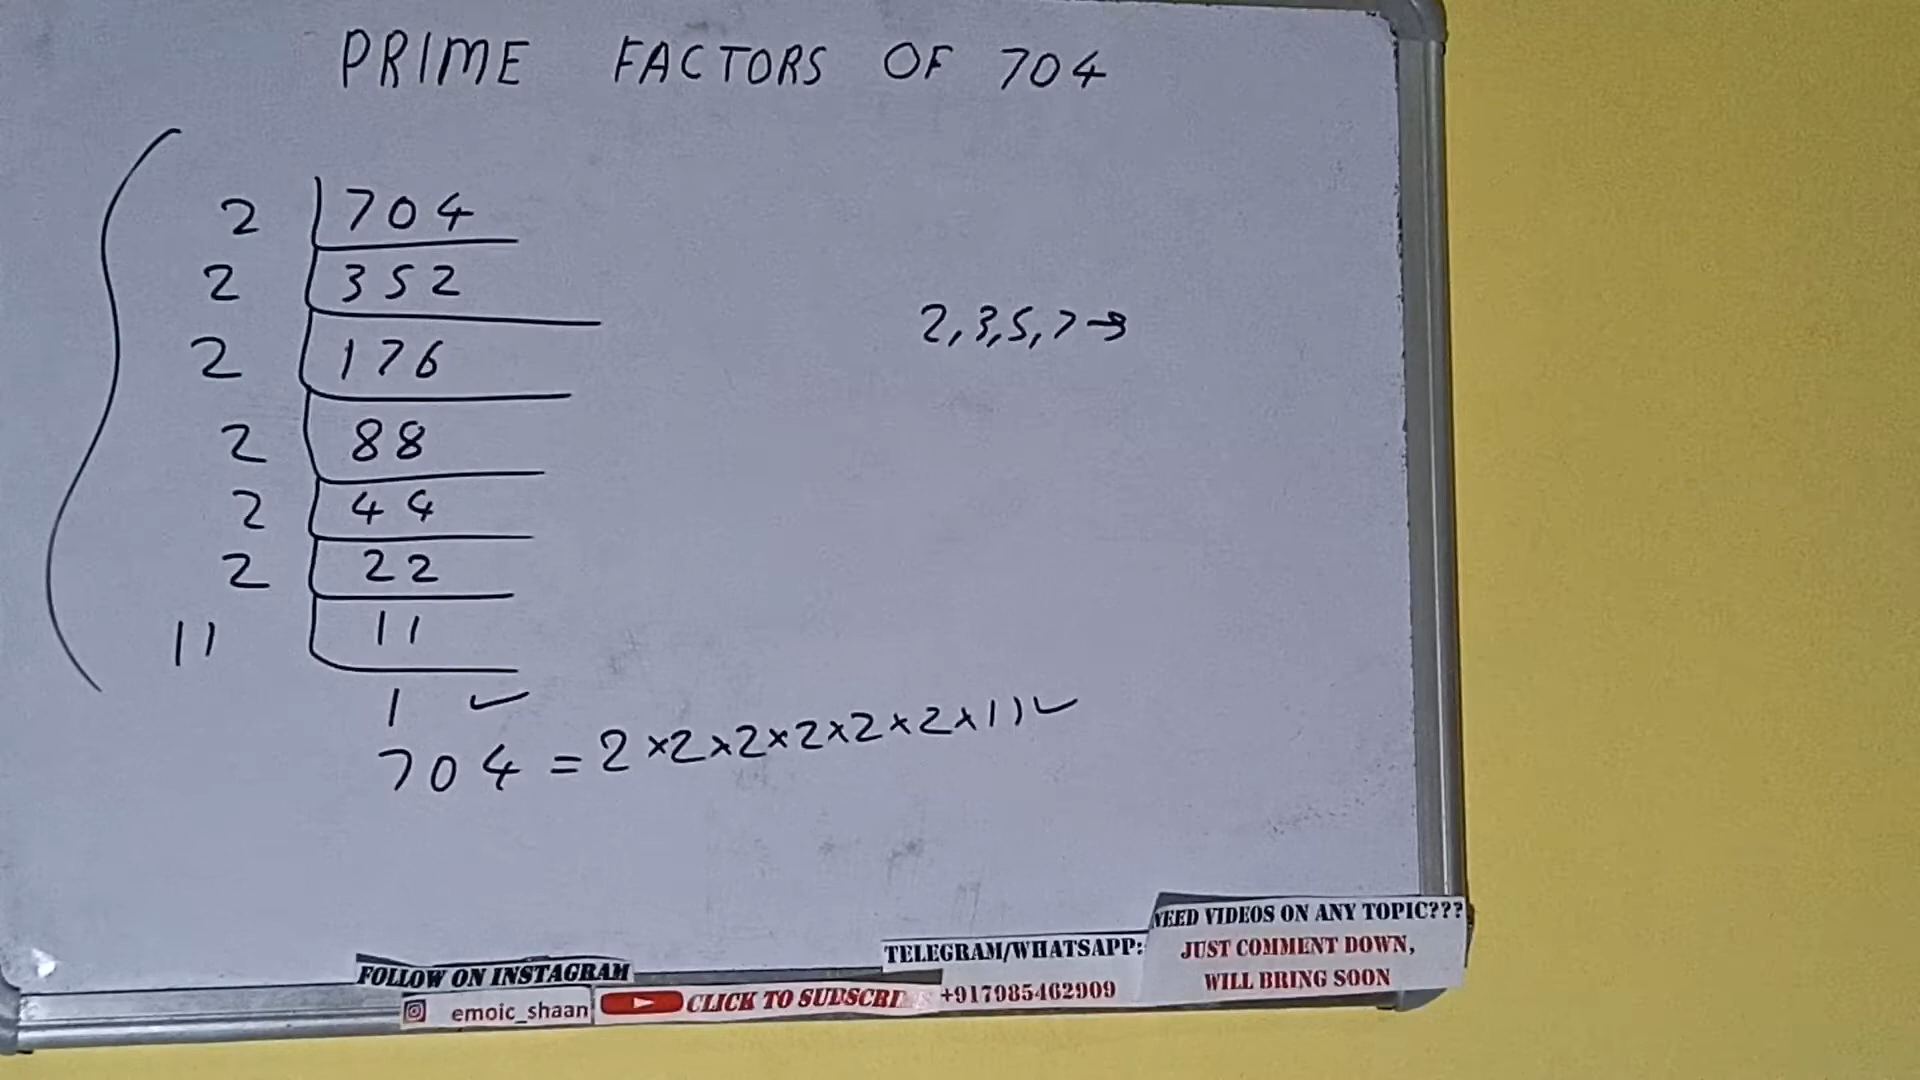 PRIME FACTORS OF 704
2 704
2 352
2 176
2 88
2 44
2 22
11 11
1 ✓
2,3,5,7→
704 = 2×2×2×2×2×2×11✓
FOLLOW ON INSTAGRAM
emoic_shaan
CLICK TO SUBSCRI
TELEGRAM/WHATSAPP:
+917985462909
NEED VIDEOS ON ANY TOPIC???
JUST COMMENT DOWN,
WILL BRING SOON